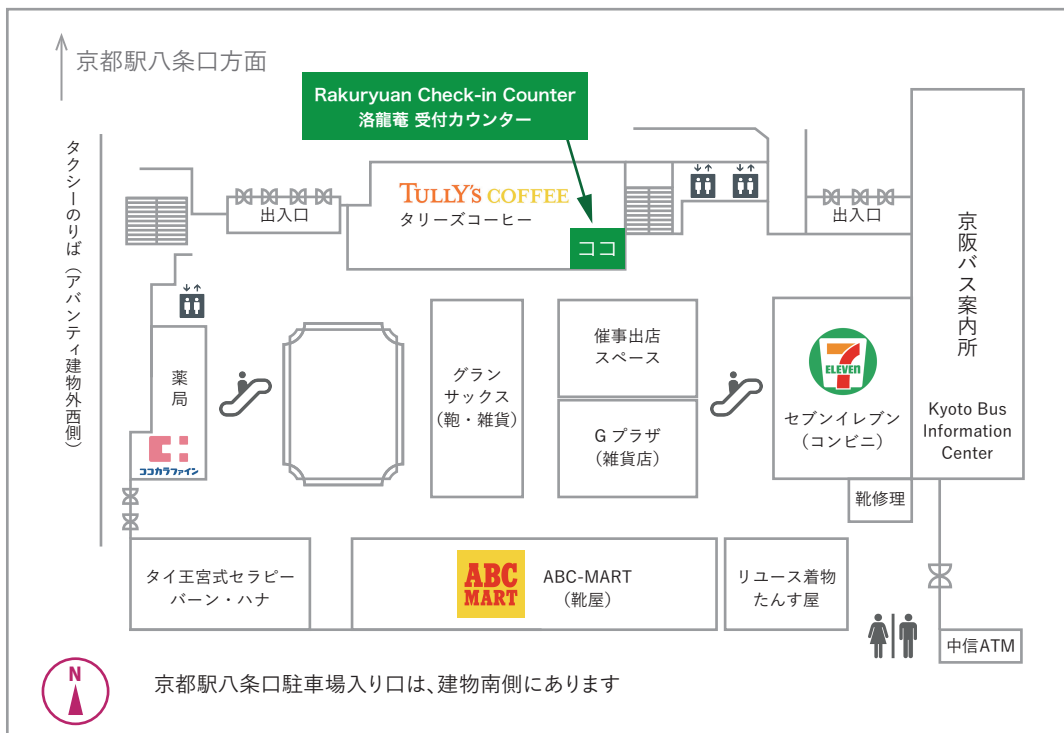 京都駅八条口方面
Rakuryuan Check-in Counter
洛龍菴 受付カウンター
タクシーのりば（アバンティ建物外西側）
TULLY'S COFFEE
タリーズコーヒー
ココ
出入口
出入口
京阪バス案内所
Kyoto Bus
Information
Center
薬局
ココカラファイン
グラン
サックス
（鞄・雑貨）
催事出店
スペース
G プラザ
（雑貨店）
7
ELEVEN
セブンイレブン
（コンビニ）
靴修理
タイ王宮式セラピー
バーン・ハナ
ABC
MART
ABC-MART
（靴屋）
リユース着物
たんす屋
中信ATM
N
京都駅八条口駐車場入り口は、建物南側にあります